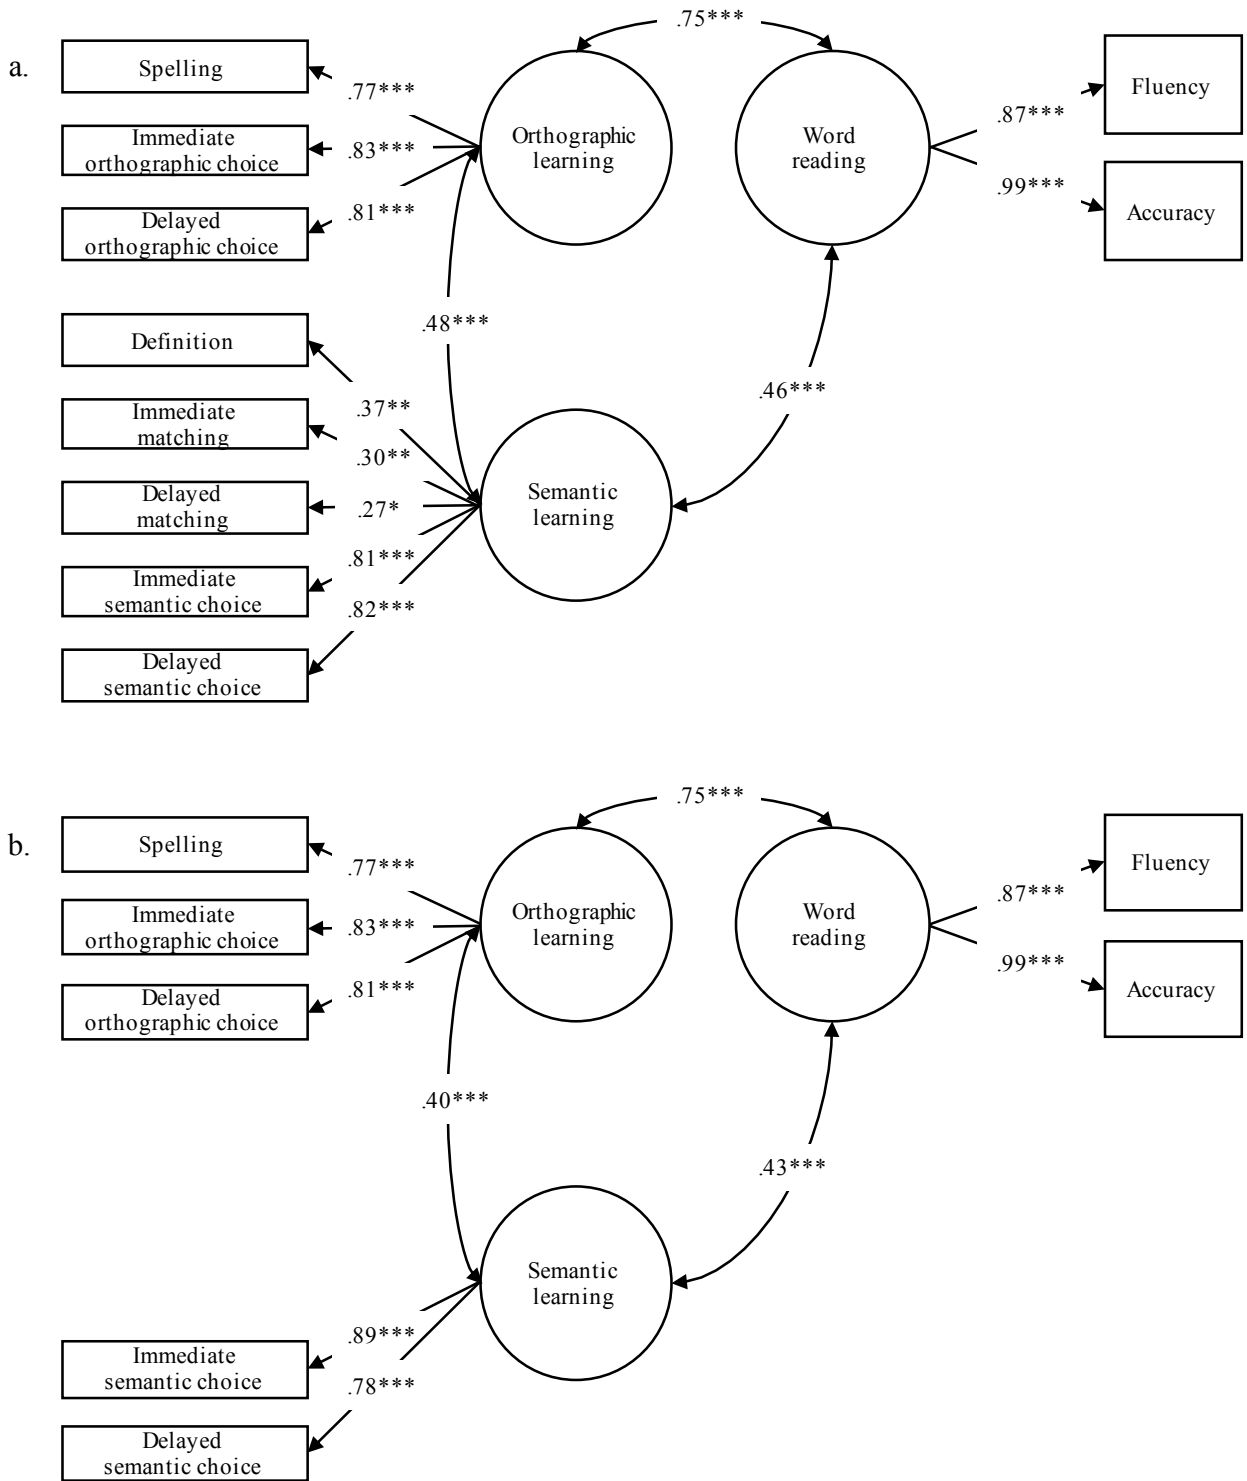 a.
Spelling
Immediate
orthographic choice
Delayed
orthographic choice
Definition
Immediate
matching
Delayed
matching
Immediate
semantic choice
Delayed
semantic choice
.77***
.83***
.81***
.48***
.37**
.30**
.27*
.81***
.82***
Orthographic
learning
Semantic
learning
.75***
Word
reading
.46***
.87***
.99***
Fluency
Accuracy
b.
Spelling
Immediate
orthographic choice
Delayed
orthographic choice
Immediate
semantic choice
Delayed
semantic choice
.77***
.83***
.81***
.40***
.89***
.78***
Orthographic
learning
Semantic
learning
.75***
Word
reading
.43***
.87***
.99***
Fluency
Accuracy